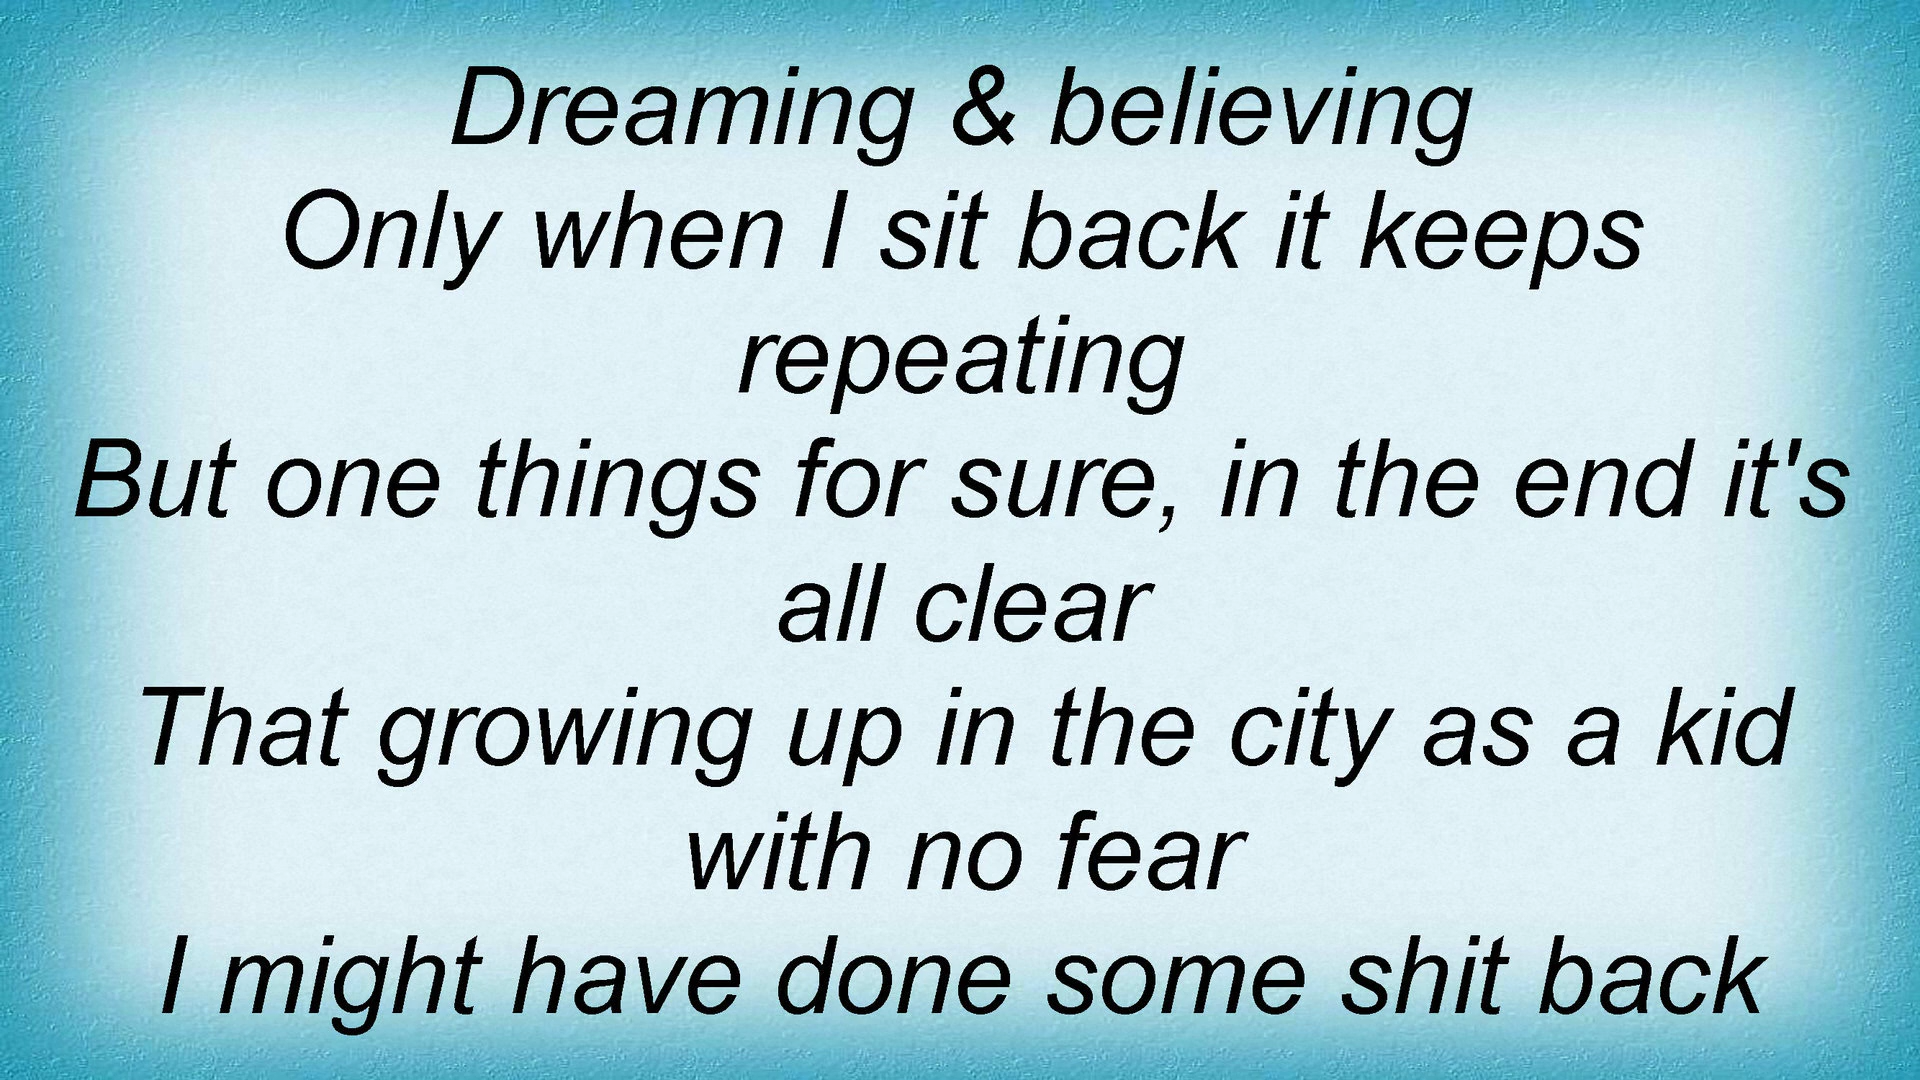 Dreaming & believing
Only when I sit back it keeps
repeating
But one things for sure, in the end it's
all clear
That growing up in the city as a kid
with no fear
I might have done some shit back